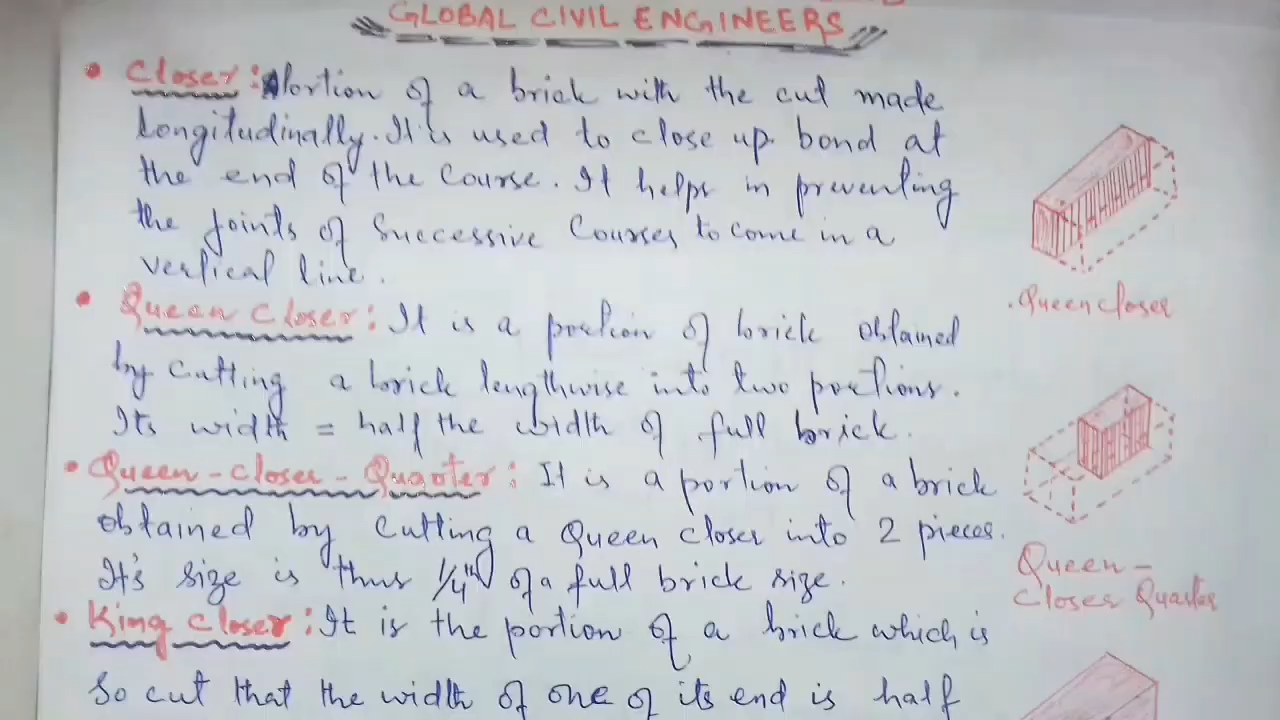 GLOBAL CIVIL ENGINEERS
• Closer: Portion of a brick with the cut made
longitudinally. It is used to close up bond at
the end of the course. It helps in preventing
the joints of Successive Courses to come in a
vertical line.
• Queen Closer: It is a portion of brick obtained
by cutting a brick lengthwise into two portions.
Its width = half the width of full brick.
• Queen-Closer-Quarter: It is a portion of a brick
obtained by cutting a Queen closer into 2 pieces.
It's size is thus 1/4th of a full brick size.
• King Closer: It is the portion of a brick which is
so cut that the width of one of its end is half
Queen closer
Queen-
Closer Quarter